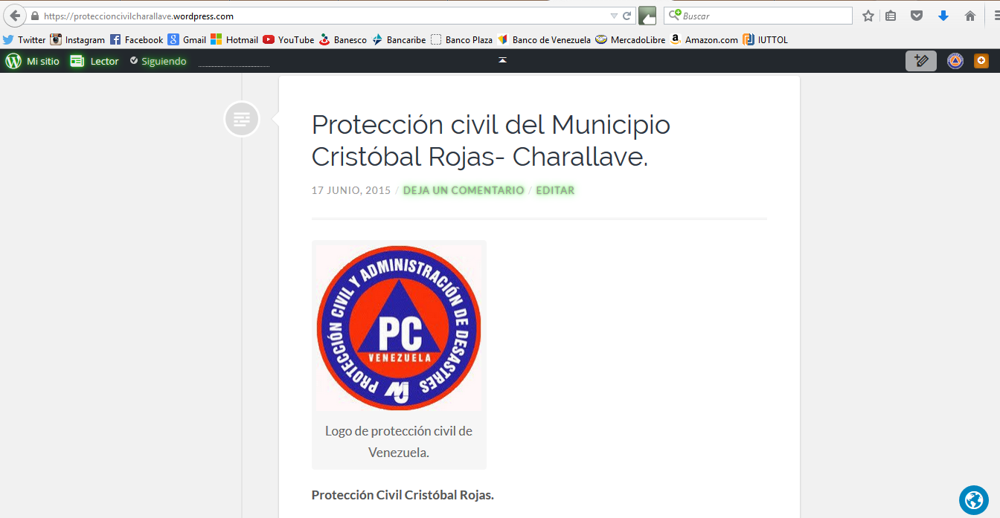 https://proteccioncivilcharallave.wordpress.com
Buscar
Twitter Instagram Facebook Gmail Hotmail YouTube Banesco Bancaribe Banco Plaza Banco de Venezuela MercadoLibre Amazon.com IUTTOL
Mi sitio Lector Siguiendo
Protección civil del Municipio
Cristóbal Rojas- Charallave.
17 JUNIO, 2015 / DEJA UN COMENTARIO / EDITAR
PROTECCIÓN CIVIL Y ADMINISTRACIÓN DE DESASTRES
PC
VENEZUELA
MJ
Logo de protección civil de
Venezuela.
Protección Civil Cristóbal Rojas.